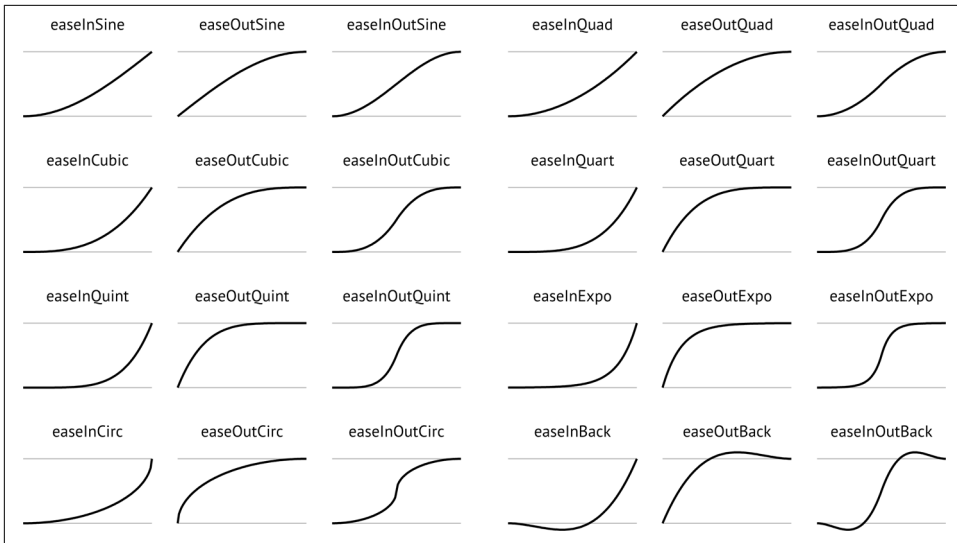 easeInSine easeOutSine easeInOutSine easeInQuad easeOutQuad easeInOutQuad
easeInCubic easeOutCubic easeInOutCubic easeInQuart easeOutQuart easeInOutQuart
easeInQuint easeOutQuint easeInOutQuint easeInExpo easeOutExpo easeInOutExpo
easeInCirc easeOutCirc easeInOutCirc easeInBack easeOutBack easeInOutBack